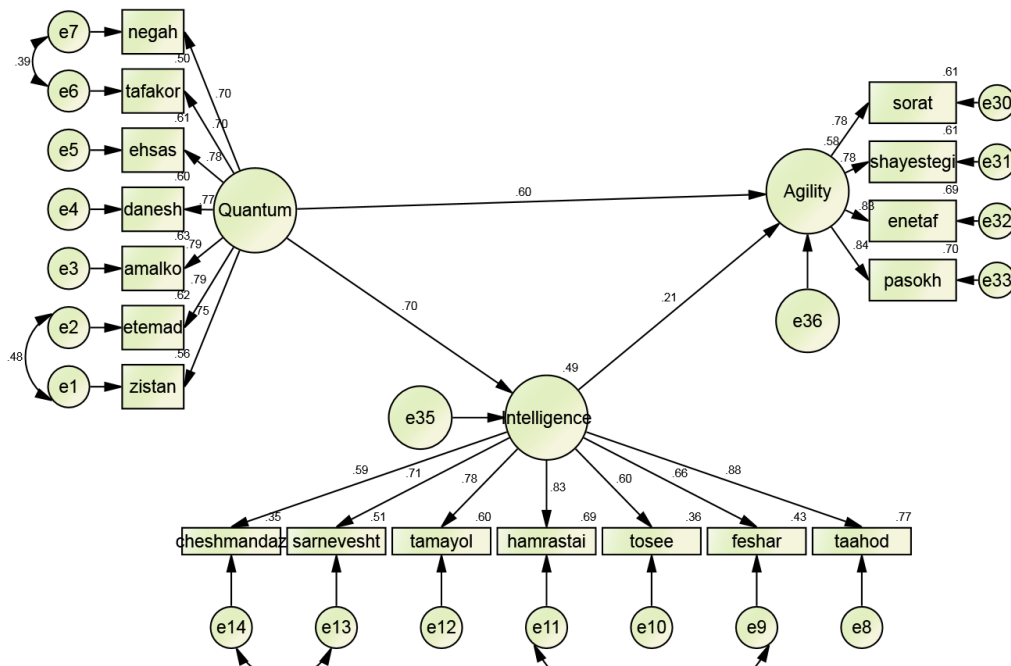 e7
negah
.50
.39
.70
e6
tafakor
.70
.61
e5
ehsas
.78
.60
e4
danesh
.77
Quantum
.63
e3
amalko
.79
.79
.62
e2
etemad
.75
.48
.56
e1
zistan
.60
.70
.21
.61
sorat
e30
.78
.58
.61
.78
shayestegi
e31
Agility
.69
enetaf
e32
.84
.70
pasokh
e33
e36
.49
e35
Intelligence
.59
.71
.78
.83
.60
.66
.88
.35
.51
.60
.69
.36
.43
.77
cheshmandaz
sarnevesht
tamayol
hamrastai
tosee
feshar
taahod
e14
e13
e12
e11
e10
e9
e8